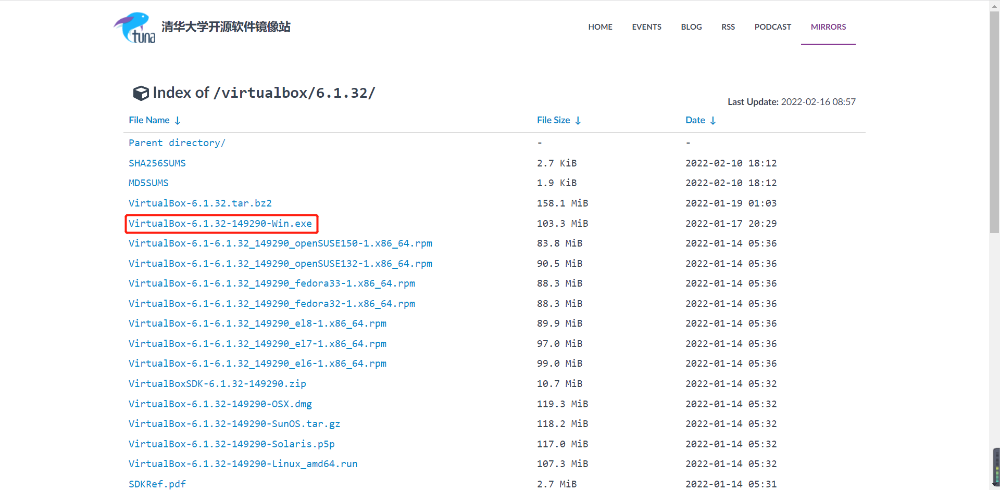 tuna 清华大学开源软件镜像站 HOME EVENTS BLOG RSS PODCAST MIRRORS
Index of /virtualbox/6.1.32/
Last Update: 2022-02-16 08:57
File Name ↓ File Size ↓ Date ↓
Parent directory/ - -
SHA256SUMS 2.7 KiB 2022-02-10 18:12
MD5SUMS 1.9 KiB 2022-02-10 18:12
VirtualBox-6.1.32.tar.bz2 158.1 MiB 2022-01-19 01:03
VirtualBox-6.1.32-149290-Win.exe 103.3 MiB 2022-01-17 20:29
VirtualBox-6.1-6.1.32_149290_openSUSE150-1.x86_64.rpm 83.8 MiB 2022-01-14 05:36
VirtualBox-6.1-6.1.32_149290_openSUSE132-1.x86_64.rpm 90.5 MiB 2022-01-14 05:36
VirtualBox-6.1-6.1.32_149290_fedora33-1.x86_64.rpm 88.3 MiB 2022-01-14 05:36
VirtualBox-6.1-6.1.32_149290_fedora32-1.x86_64.rpm 88.3 MiB 2022-01-14 05:36
VirtualBox-6.1-6.1.32_149290_el8-1.x86_64.rpm 89.9 MiB 2022-01-14 05:36
VirtualBox-6.1-6.1.32_149290_el7-1.x86_64.rpm 97.0 MiB 2022-01-14 05:36
VirtualBox-6.1-6.1.32_149290_el6-1.x86_64.rpm 99.0 MiB 2022-01-14 05:36
VirtualBoxSDK-6.1.32-149290.zip 10.7 MiB 2022-01-14 05:32
VirtualBox-6.1.32-149290-OSX.dmg 119.3 MiB 2022-01-14 05:32
VirtualBox-6.1.32-149290-SunOS.tar.gz 118.2 MiB 2022-01-14 05:32
VirtualBox-6.1.32-149290-Solaris.p5p 117.0 MiB 2022-01-14 05:32
VirtualBox-6.1.32-149290-Linux_amd64.run 107.3 MiB 2022-01-14 05:32
SDKRef.pdf 2.7 MiB 2022-01-14 05:31